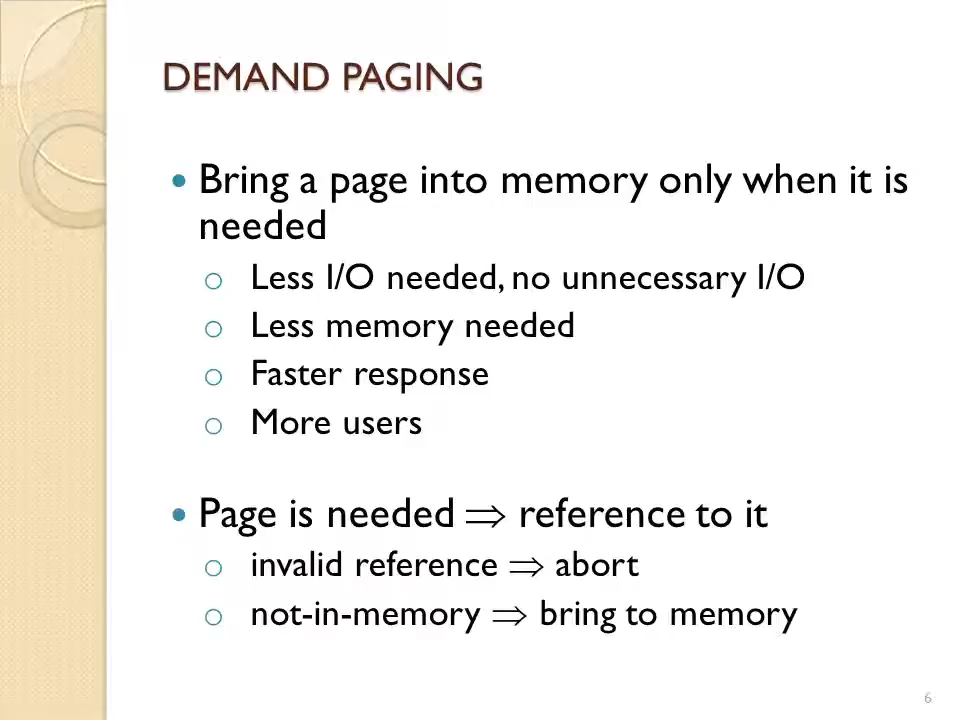 DEMAND PAGING
• Bring a page into memory only when it is
needed
o Less I/O needed, no unnecessary I/O
o Less memory needed
o Faster response
o More users
• Page is needed ⇒ reference to it
o invalid reference ⇒ abort
o not-in-memory ⇒ bring to memory
6